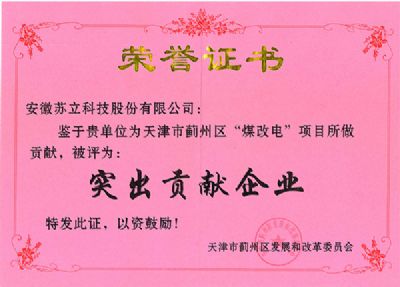 荣誉证书
安徽苏立科技股份有限公司：
鉴于贵单位为天津市蓟州区“煤改电”项目所做
贡献，被评为：
突出贡献企业
特发此证，以资鼓励！
天津市蓟州区发展和改革委员会